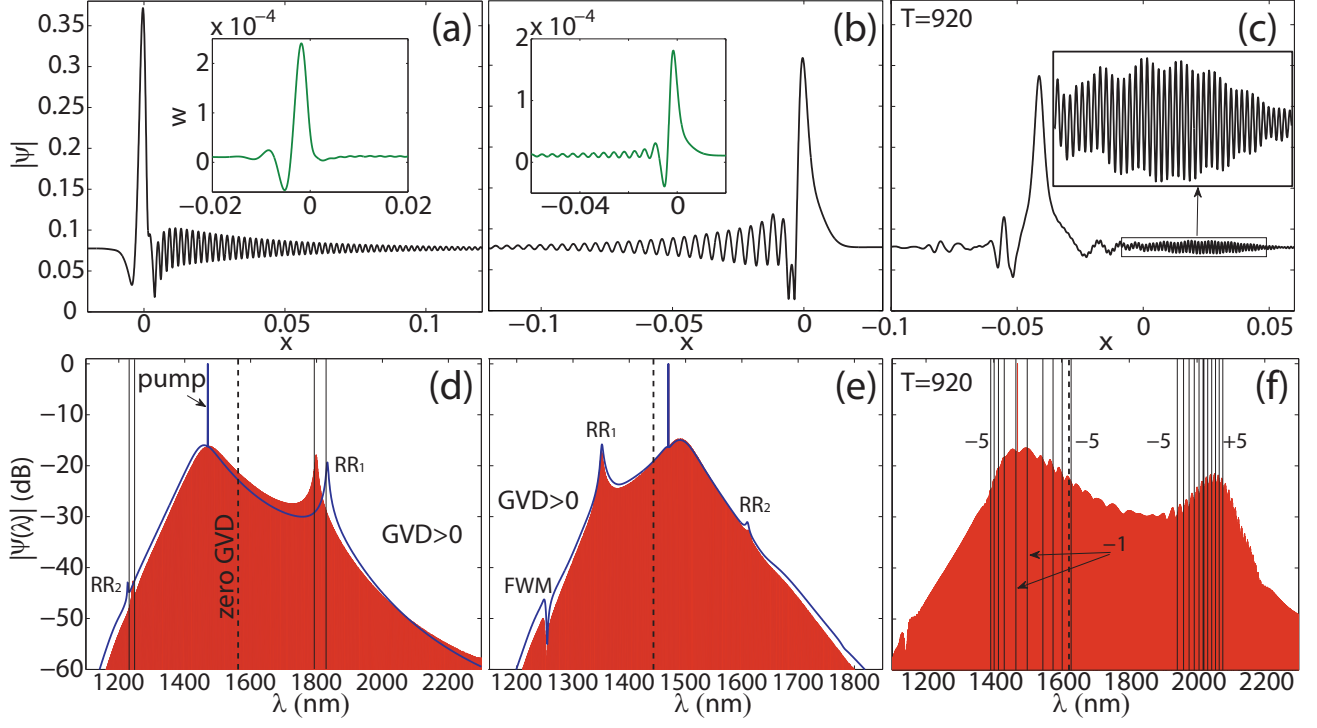 (a)
0.38
0.3
0.25
0.2
0.15
0.1
0.05
0
|Ψ|
0
0.05
0.1
x
x 10⁻⁴
2
1
0
w
−0.02
0
0.02
(b)
−0.1
−0.05
0
x
x 10⁻⁴
2
1
0
−0.04
0
T=920
(c)
−0.1
−0.05
0
0.05
x
(d)
0
−10
−20
−30
−40
−50
−60
|Ψ(λ)| (dB)
pump
RR₁
GVD>0
RR₂
zero GVD
1200
1400
1600
1800
2000
2200
λ (nm)
(e)
RR₁
GVD>0
RR₂
FWM
1200
1300
1400
1500
1600
1700
1800
λ (nm)
T=920
(f)
−5
−5
−5
+5
−1
1200
1400
1600
1800
2000
2200
λ (nm)